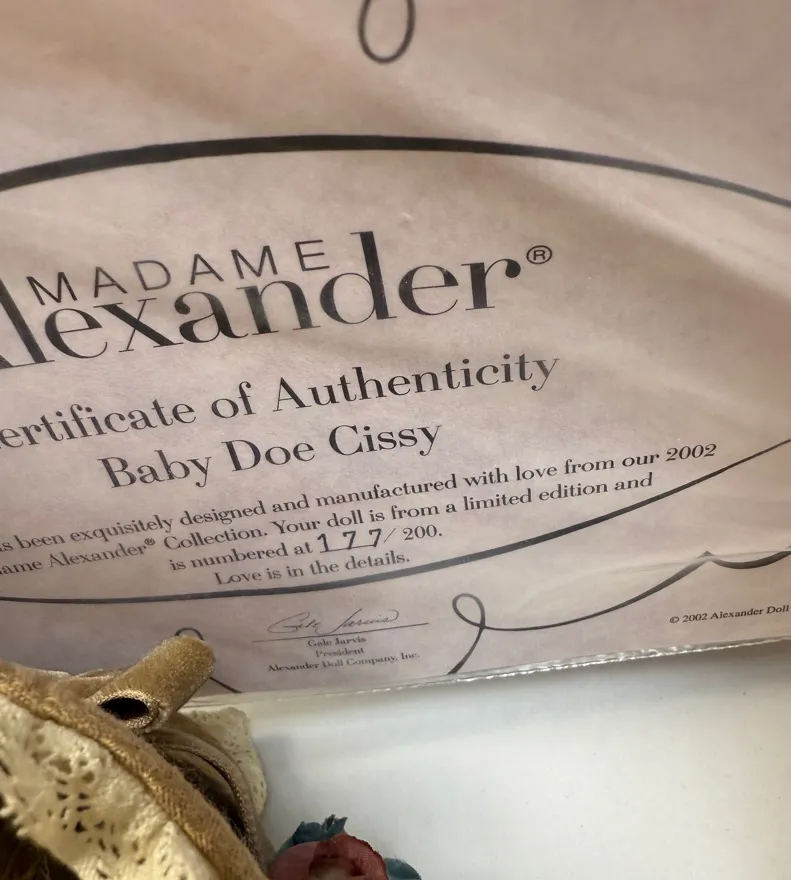 MADAME
lexander®
ertificate of Authenticity
Baby Doe Cissy
s been exquisitely designed and manufactured with love from our 2002
ame Alexander® Collection. Your doll is from a limited edition and
is numbered at 177/ 200.
Love is in the details.
Gale Jarvis
Gale Jarvis
President
Alexander Doll Company, Inc.
© 2002 Alexander Doll